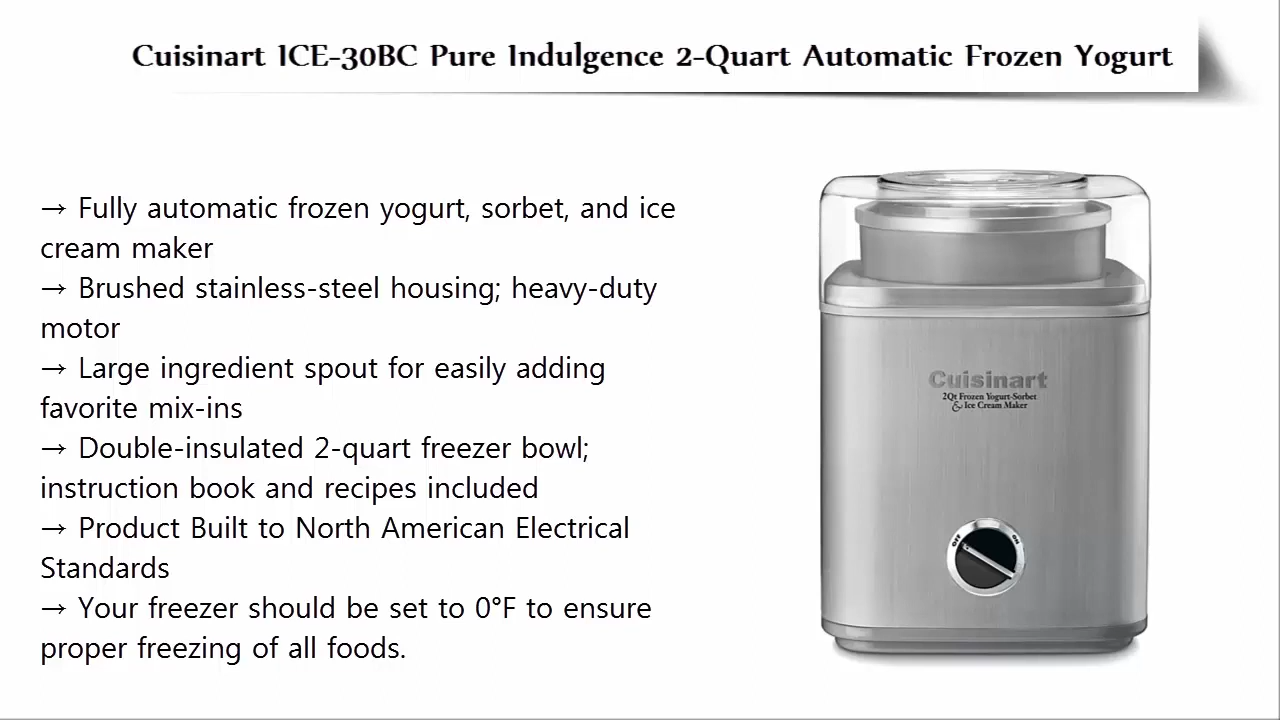 Cuisinart ICE-30BC Pure Indulgence 2-Quart Automatic Frozen Yogurt
→ Fully automatic frozen yogurt, sorbet, and ice
cream maker
→ Brushed stainless-steel housing; heavy-duty
motor
→ Large ingredient spout for easily adding
favorite mix-ins
→ Double-insulated 2-quart freezer bowl;
instruction book and recipes included
→ Product Built to North American Electrical
Standards
→ Your freezer should be set to 0°F to ensure
proper freezing of all foods.
Cuisinart
2Qt Frozen Yogurt-Sorbet
& Ice Cream Maker
OFF ON